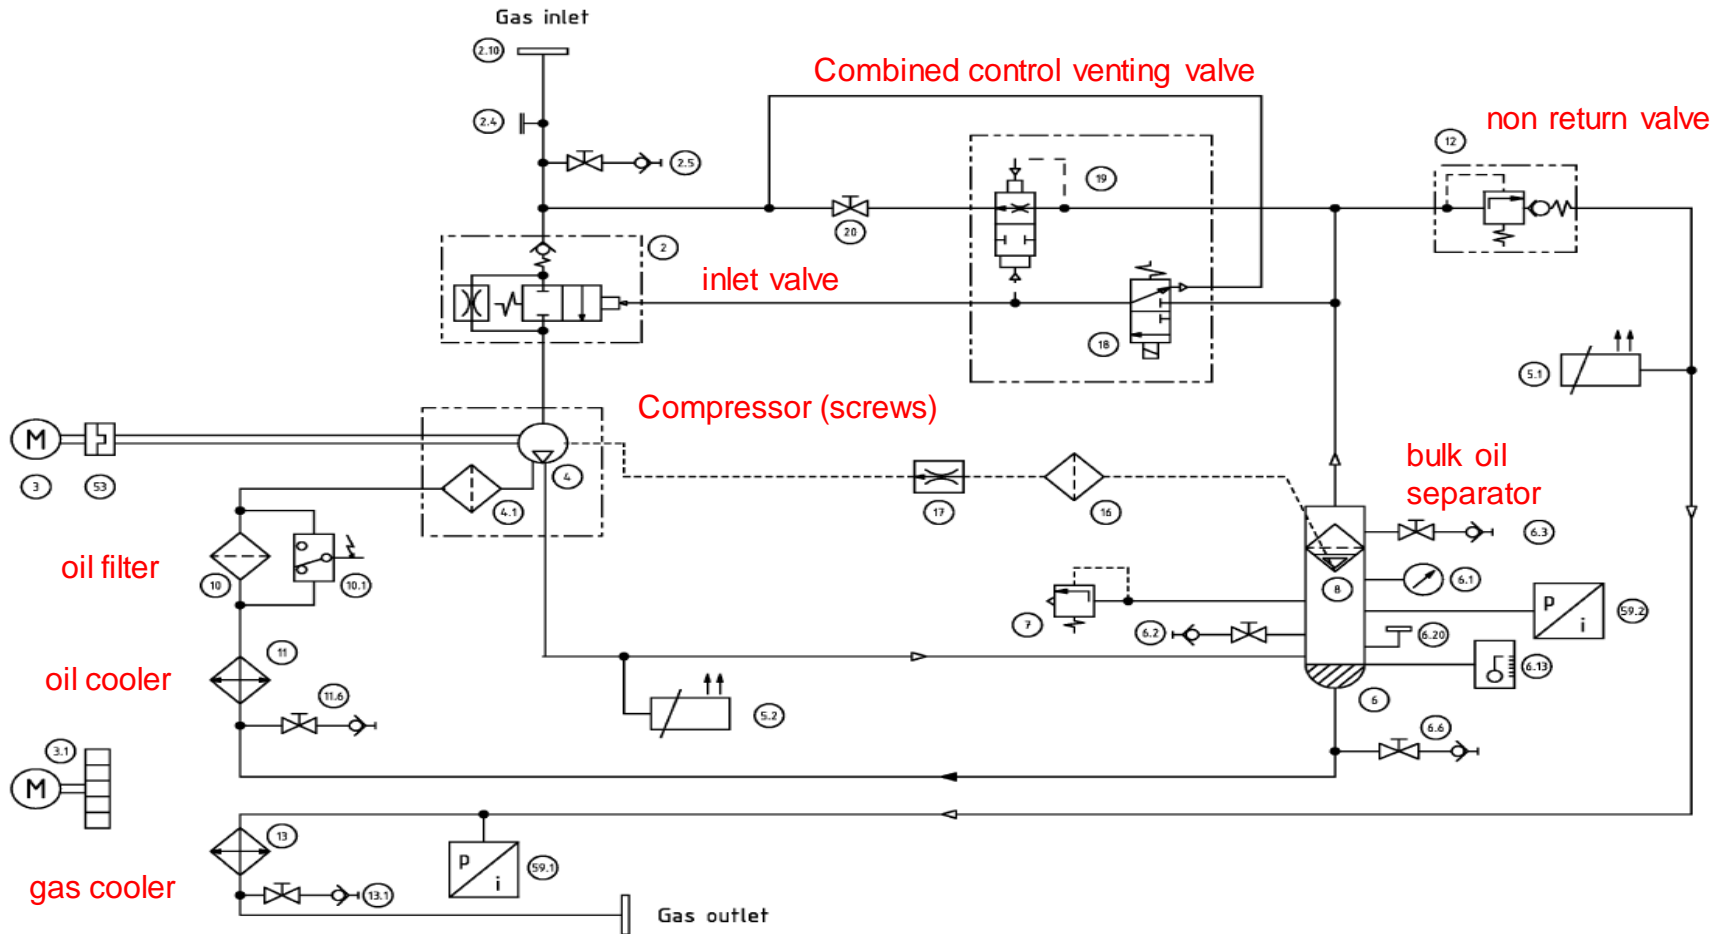 Gas inlet
2.10
Combined control venting valve
2.4
non return valve
12
2.5
19
20
2
inlet valve
18
5.1
Compressor (screws)
M
3
53
4
4.1
17
16
bulk oil
separator
6.3
oil filter
10
10.1
8
6.1
P
i
59.2
7
6.2
6.20
11
oil cooler
6.13
11.6
5.2
6
6.6
3.1
M
13
P
i
59.1
gas cooler
13.1
Gas outlet